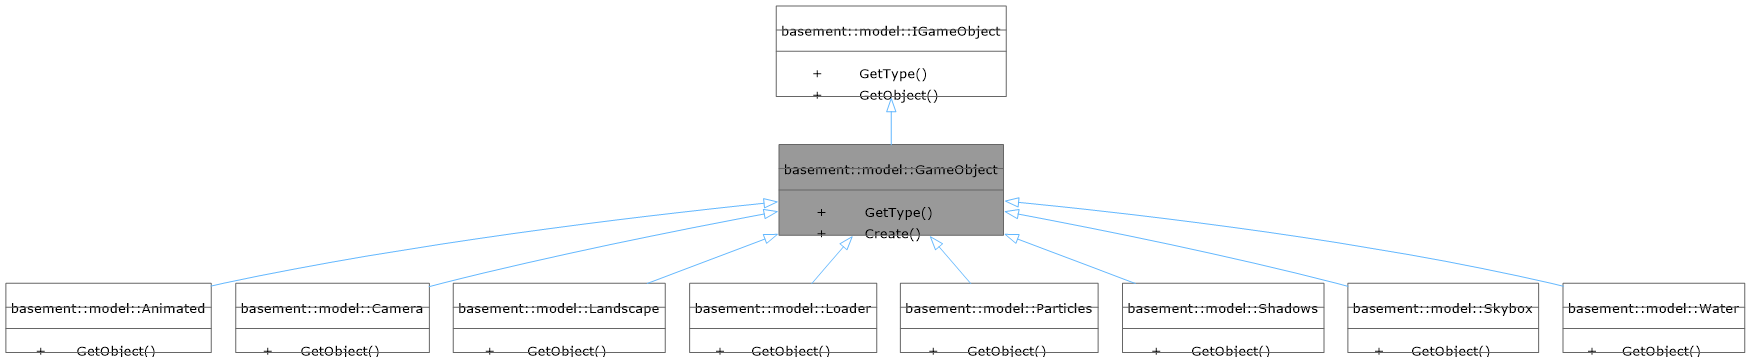 basement::model::IGameObject
+ GetType()
+ GetObject()
basement::model::GameObject
+ GetType()
+ Create()
basement::model::Animated
+ GetObject()
basement::model::Camera
+ GetObject()
basement::model::Landscape
+ GetObject()
basement::model::Loader
+ GetObject()
basement::model::Particles
+ GetObject()
basement::model::Shadows
+ GetObject()
basement::model::Skybox
+ GetObject()
basement::model::Water
+ GetObject()